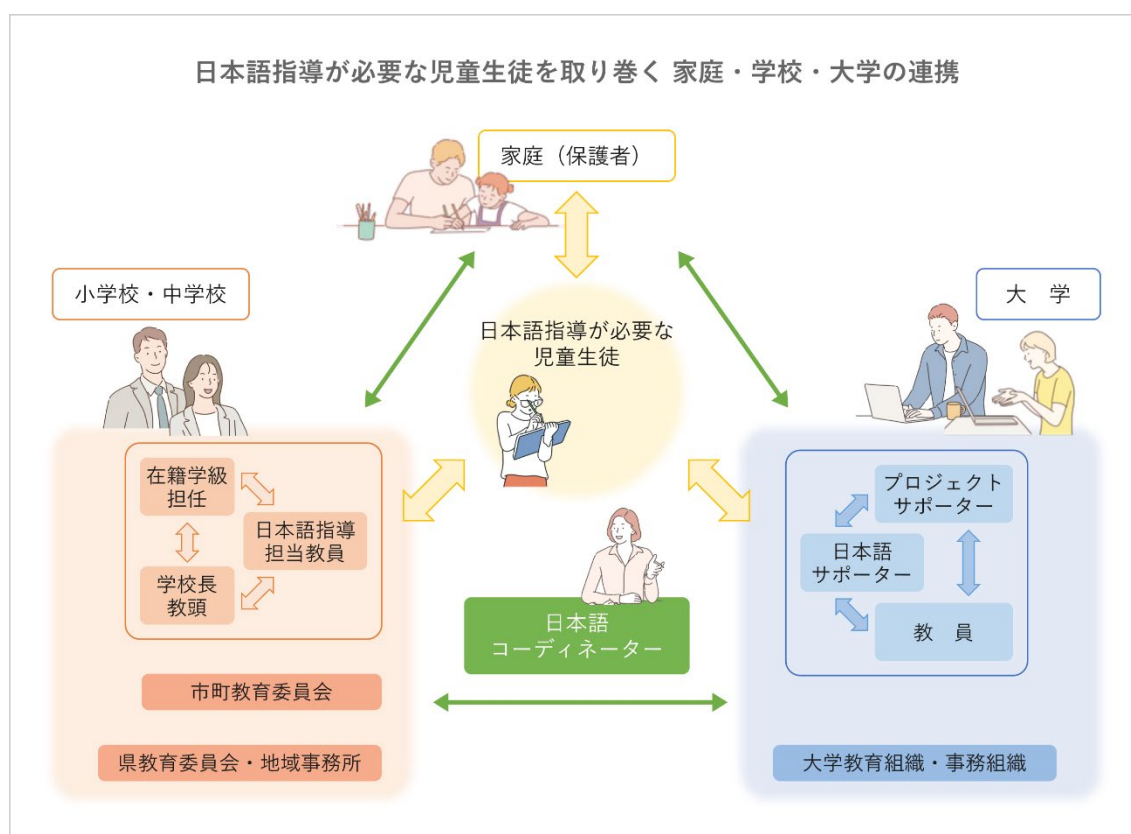 日本語指導が必要な児童生徒を取り巻く 家庭・学校・大学の連携
家庭（保護者）
小学校・中学校
大　学
日本語指導が必要な
児童生徒
在籍学級
担任
日本語指導
担当教員
学校長
教頭
市町教育委員会
県教育委員会・地域事務所
日本語
コーディネーター
プロジェクト
サポーター
日本語
サポーター
教　員
大学教育組織・事務組織